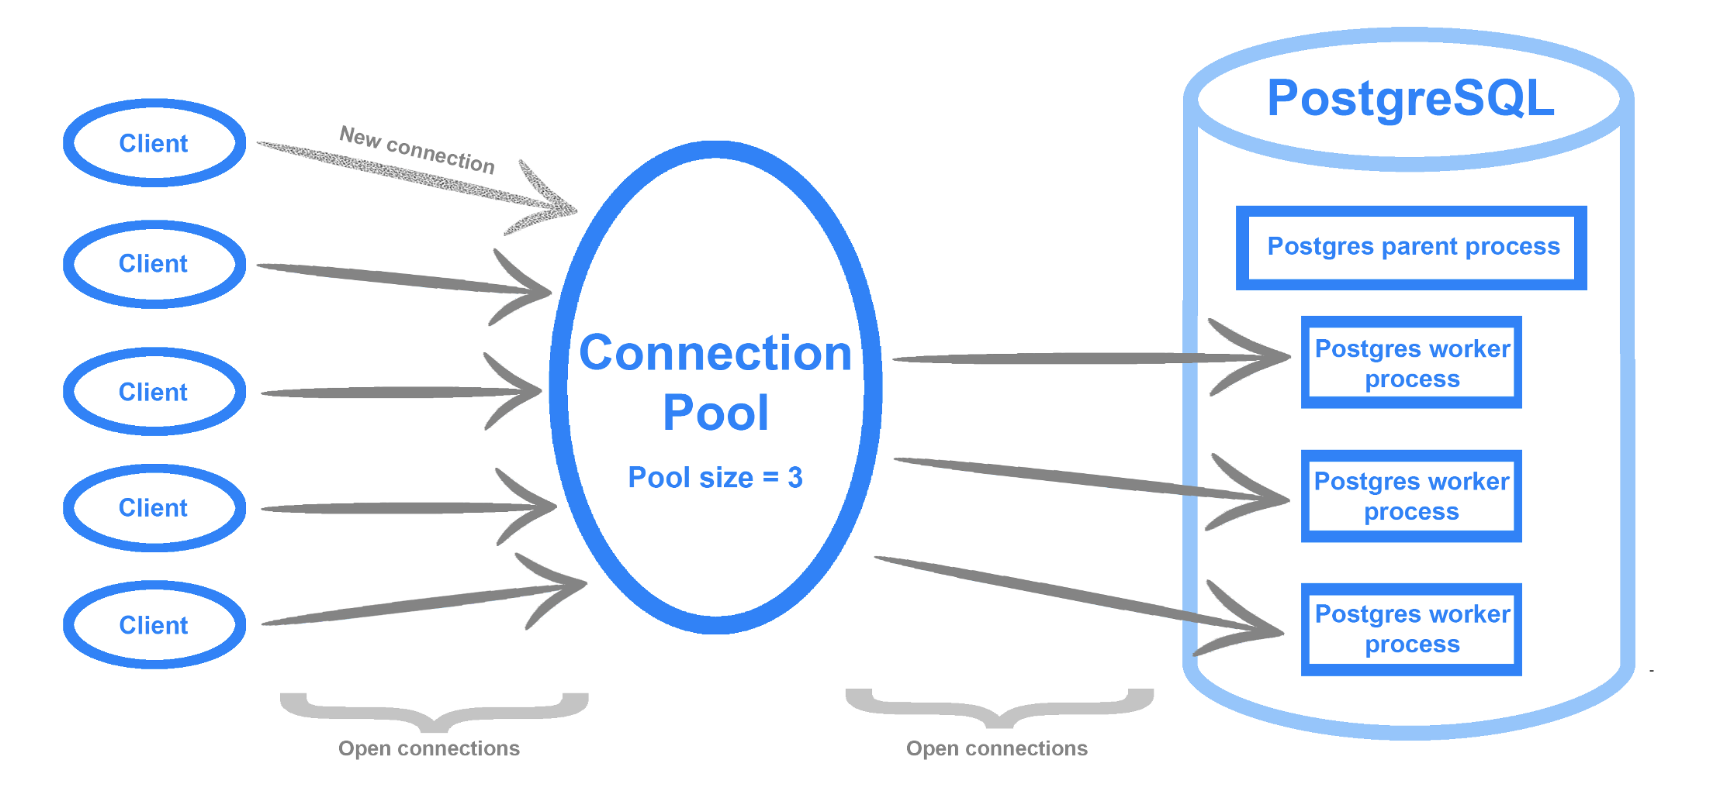 PostgreSQL
Client
New connection
Client
Client
Client
Client
Connection
Pool
Pool size = 3
Postgres parent process
Postgres worker
process
Postgres worker
process
Postgres worker
process
Open connections
Open connections